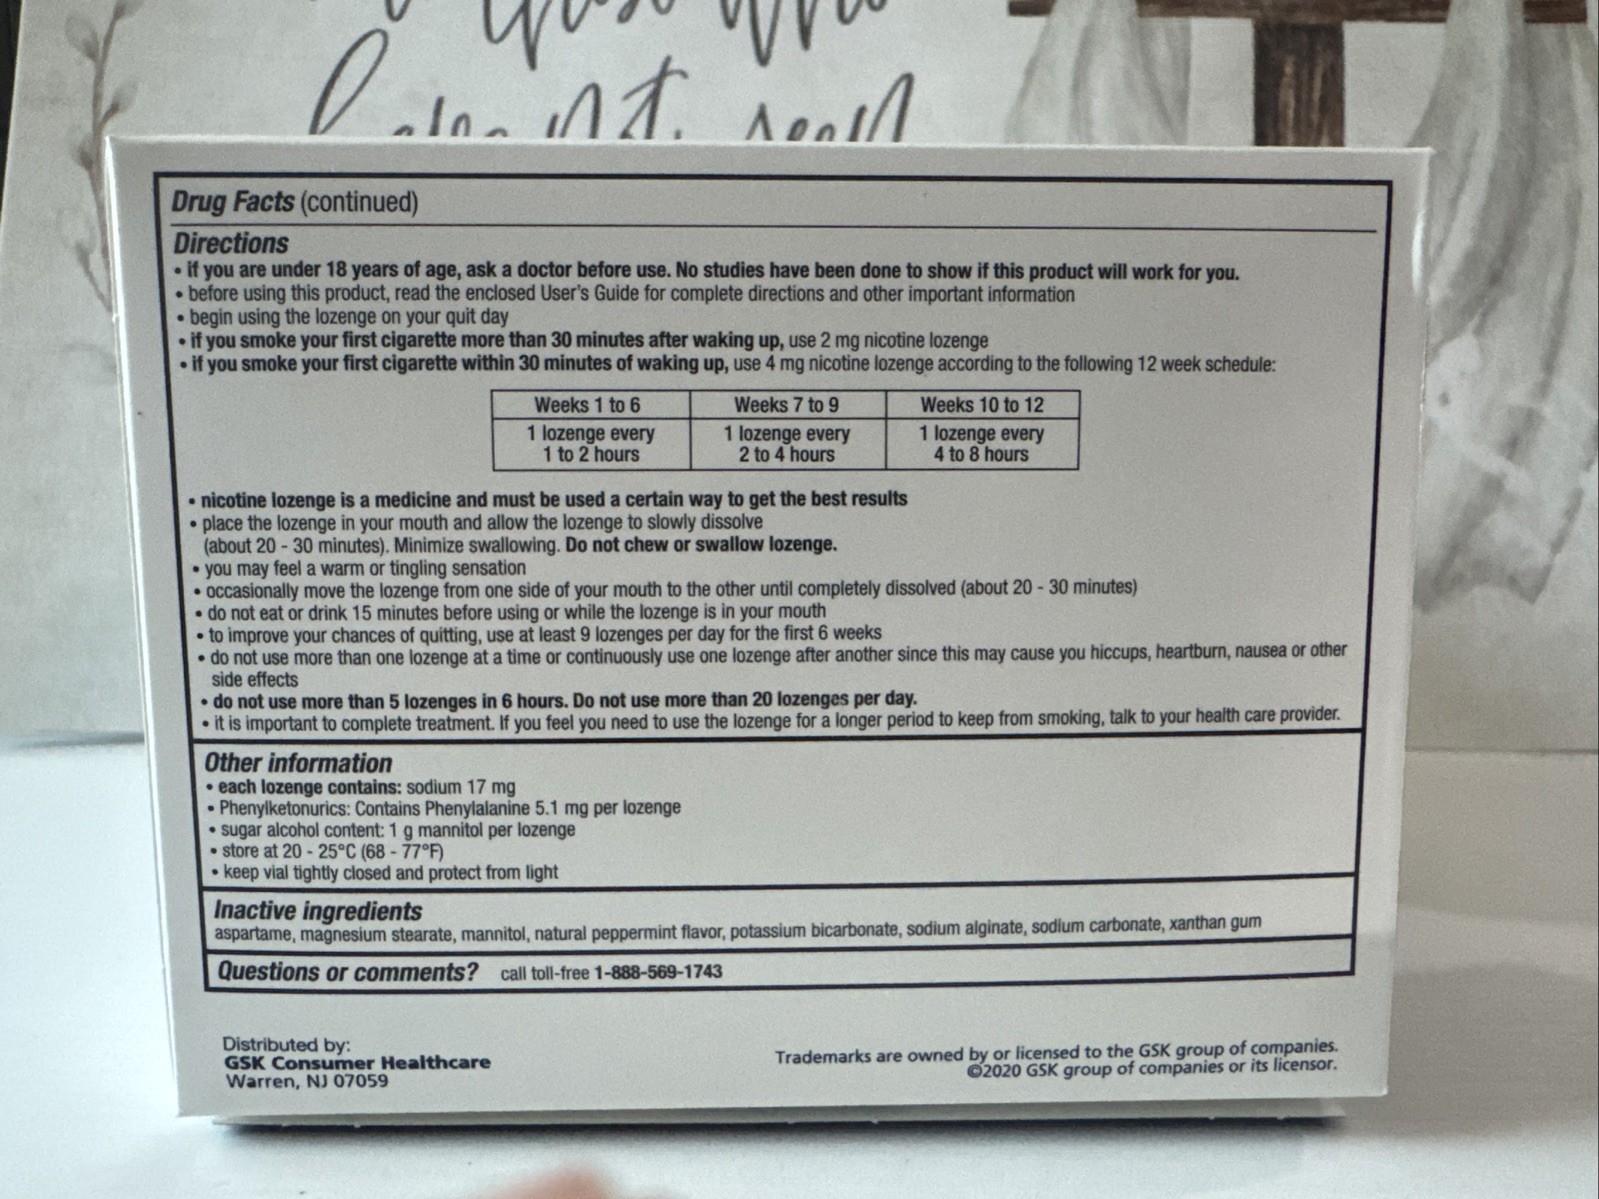 Drug Facts (continued)
Directions
• if you are under 18 years of age, ask a doctor before use. No studies have been done to show if this product will work for you.
• before using this product, read the enclosed User's Guide for complete directions and other important information
• begin using the lozenge on your quit day
• if you smoke your first cigarette more than 30 minutes after waking up, use 2 mg nicotine lozenge
• if you smoke your first cigarette within 30 minutes of waking up, use 4 mg nicotine lozenge according to the following 12 week schedule:
Weeks 1 to 6 Weeks 7 to 9 Weeks 10 to 12
1 lozenge every 1 lozenge every 1 lozenge every
1 to 2 hours 2 to 4 hours 4 to 8 hours
• nicotine lozenge is a medicine and must be used a certain way to get the best results
• place the lozenge in your mouth and allow the lozenge to slowly dissolve
(about 20 - 30 minutes). Minimize swallowing. Do not chew or swallow lozenge.
• you may feel a warm or tingling sensation
• occasionally move the lozenge from one side of your mouth to the other until completely dissolved (about 20 - 30 minutes)
• do not eat or drink 15 minutes before using or while the lozenge is in your mouth
• to improve your chances of quitting, use at least 9 lozenges per day for the first 6 weeks
• do not use more than one lozenge at a time or continuously use one lozenge after another since this may cause you hiccups, heartburn, nausea or other
side effects
• do not use more than 5 lozenges in 6 hours. Do not use more than 20 lozenges per day.
• it is important to complete treatment. If you feel you need to use the lozenge for a longer period to keep from smoking, talk to your health care provider.
Other information
• each lozenge contains: sodium 17 mg
• Phenylketonurics: Contains Phenylalanine 5.1 mg per lozenge
• sugar alcohol content: 1 g mannitol per lozenge
• store at 20 - 25°C (68 - 77°F)
• keep vial tightly closed and protect from light
Inactive ingredients
aspartame, magnesium stearate, mannitol, natural peppermint flavor, potassium bicarbonate, sodium alginate, sodium carbonate, xanthan gum
Questions or comments? call toll-free 1-888-569-1743
Distributed by:
GSK Consumer Healthcare
Warren, NJ 07059
Trademarks are owned by or licensed to the GSK group of companies.
©2020 GSK group of companies or its licensor.